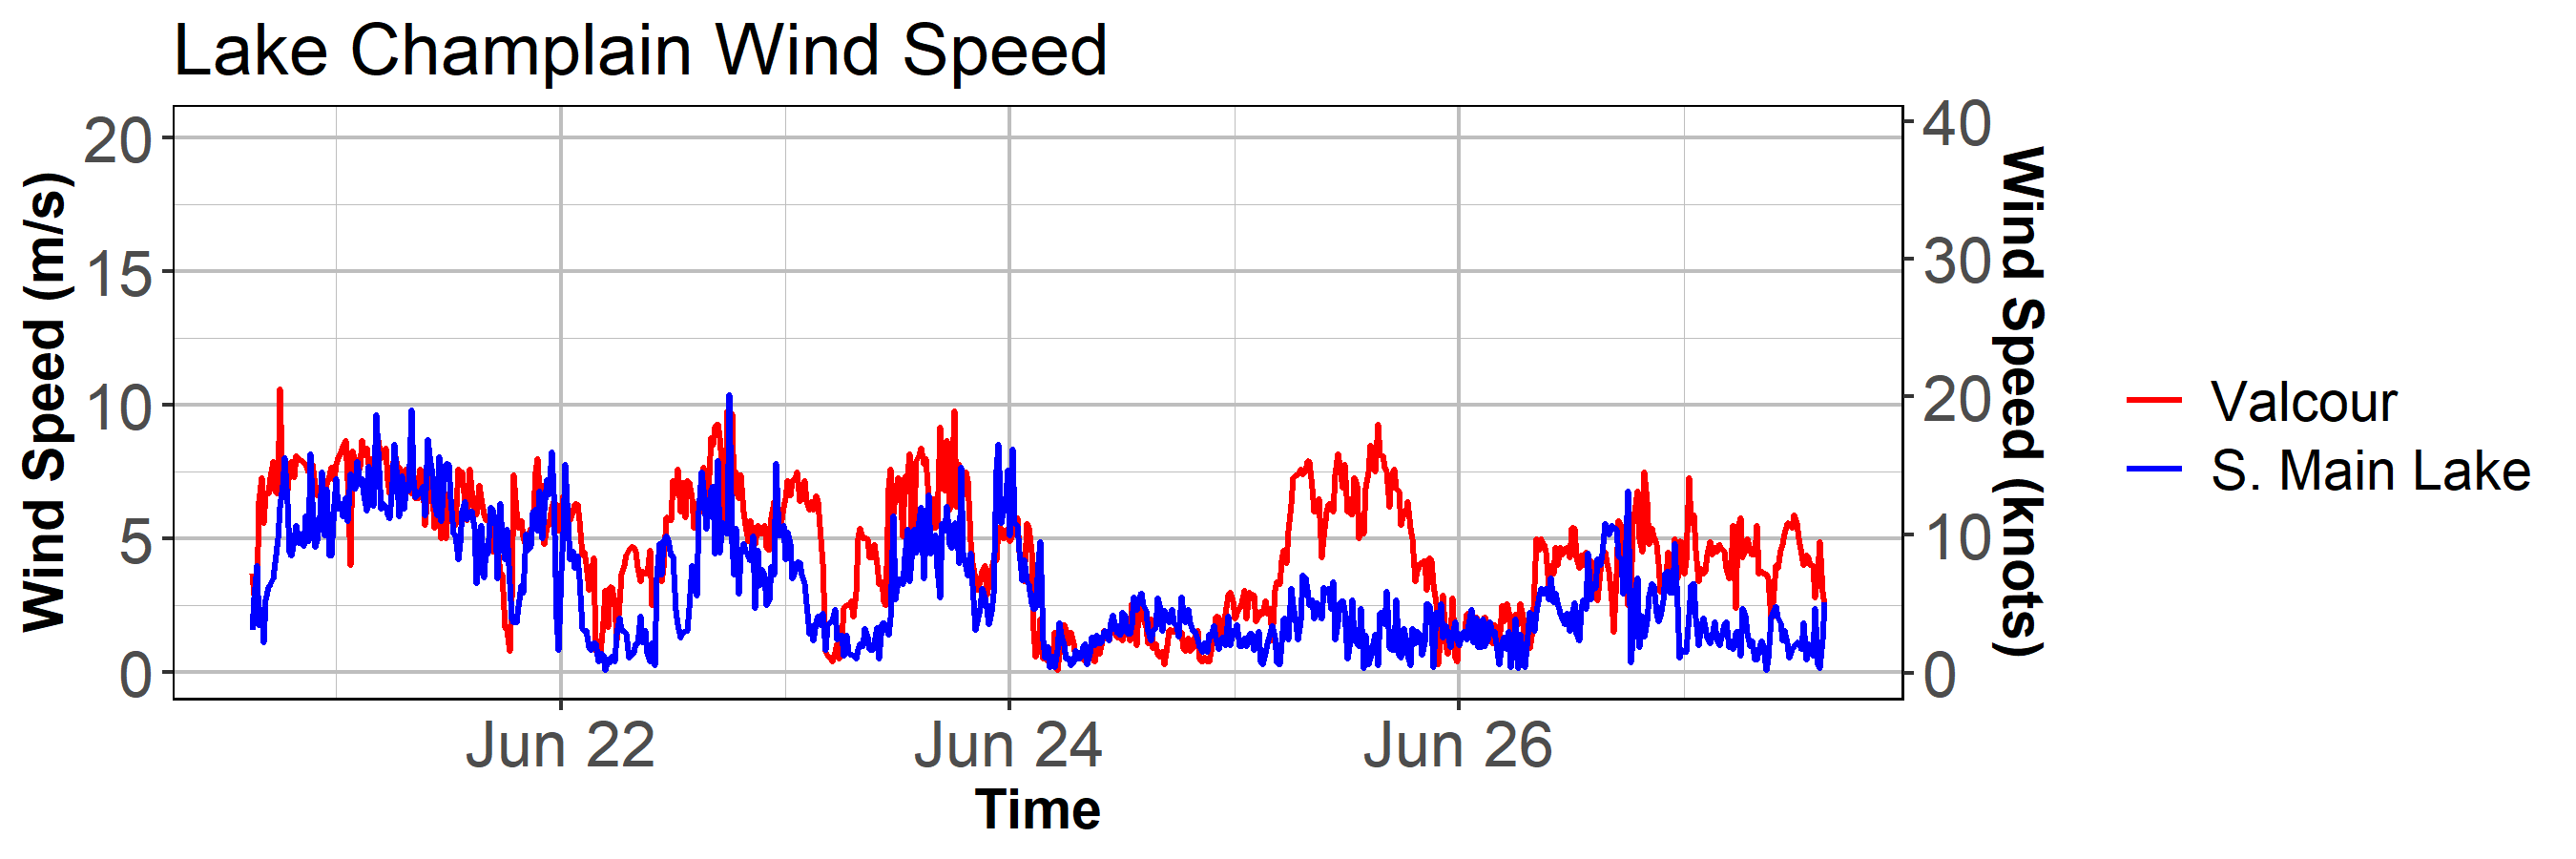 Lake Champlain Wind Speed
Wind Speed (m/s)
20
15
10
5
0
40
30
20
10
0
Wind Speed (knots)
Jun 22
Jun 24
Jun 26
Time
Valcour
S. Main Lake